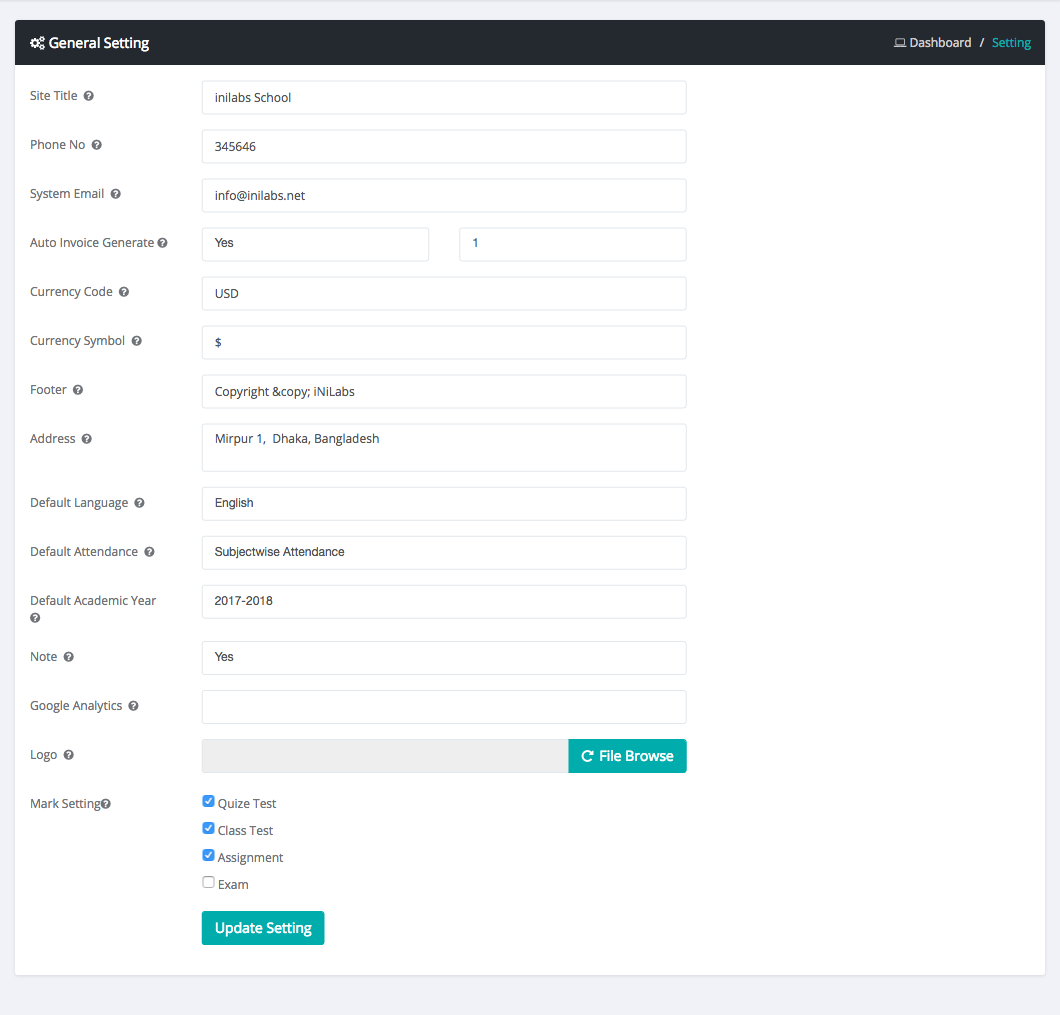 General Setting
Dashboard / Setting
Site Title
inilabs School
Phone No
345646
System Email
info@inilabs.net
Auto Invoice Generate
Yes
1
Currency Code
USD
Currency Symbol
$
Footer
Copyright &copy; iNiLabs
Address
Mirpur 1,  Dhaka, Bangladesh
Default Language
English
Default Attendance
Subjectwise Attendance
Default Academic Year
2017-2018
Note
Yes
Google Analytics
Logo
File Browse
Mark Setting
Quize Test
Class Test
Assignment
Exam
Update Setting